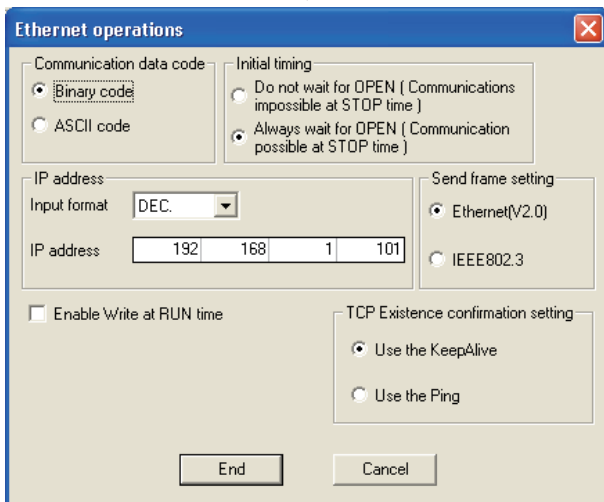 Ethernet operations
Communication data code
Binary code
ASCII code
Initial timing
Do not wait for OPEN ( Communications
impossible at STOP time )
Always wait for OPEN ( Communication
possible at STOP time )
IP address
Input format DEC.
IP address 192 168 1 101
Send frame setting
Ethernet(V2.0)
IEEE802.3
Enable Write at RUN time
TCP Existence confirmation setting
Use the KeepAlive
Use the Ping
End Cancel